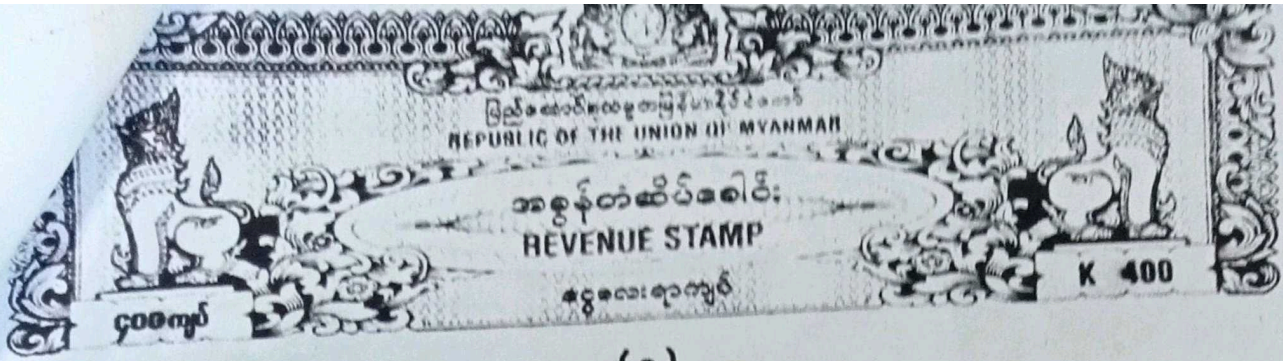 ပြည်ထောင်စုသမ္မတမြန်မာနိုင်ငံတော်
REPUBLIC OF THE UNION OF MYANMAR
အခွန်တံဆိပ်ခေါင်း
REVENUE STAMP
ငွေလေးရာကျပ်
၄၀၀ကျပ်
K 400